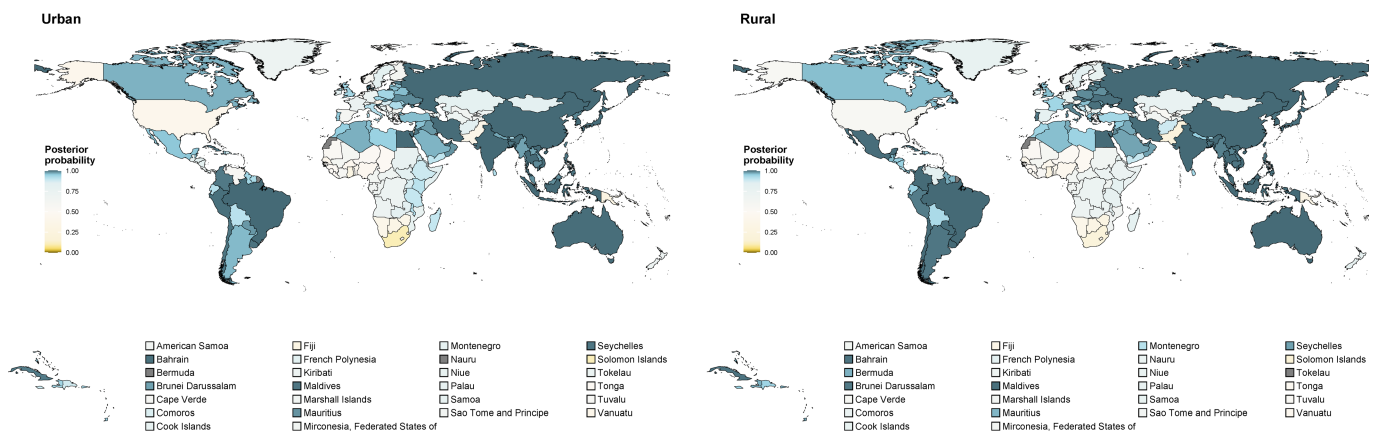 Urban
Posterior
probability
1.00
0.75
0.50
0.25
0.00
American Samoa
Bahrain
Bermuda
Brunei Darussalam
Cape Verde
Comoros
Cook Islands
Fiji
French Polynesia
Kiribati
Maldives
Marshall Islands
Mauritius
Mirconesia, Federated States of
Montenegro
Nauru
Niue
Palau
Samoa
Sao Tome and Principe
Seychelles
Solomon Islands
Tokelau
Tonga
Tuvalu
Vanuatu
Rural
Posterior
probability
1.00
0.75
0.50
0.25
0.00
American Samoa
Bahrain
Bermuda
Brunei Darussalam
Cape Verde
Comoros
Cook Islands
Fiji
French Polynesia
Kiribati
Maldives
Marshall Islands
Mauritius
Mirconesia, Federated States of
Montenegro
Nauru
Niue
Palau
Samoa
Sao Tome and Principe
Seychelles
Solomon Islands
Tokelau
Tonga
Tuvalu
Vanuatu